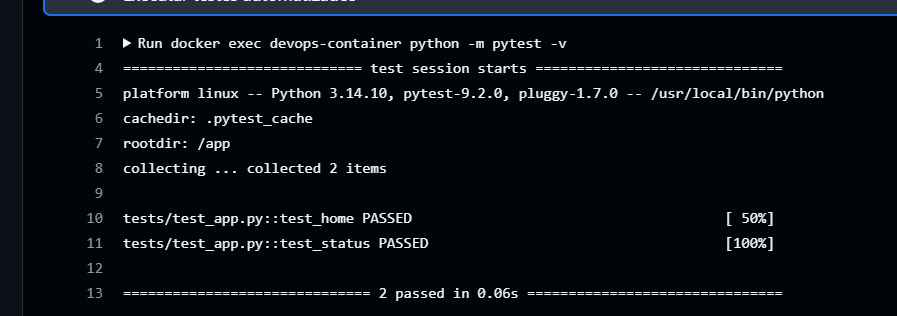 Executar testes automatizados
1 ▶ Run docker exec devops-container python -m pytest -v
4 ============================= test session starts ==============================
5 platform linux -- Python 3.14.10, pytest-9.2.0, pluggy-1.7.0 -- /usr/local/bin/python
6 cachedir: .pytest_cache
7 rootdir: /app
8 collecting ... collected 2 items
9
10 tests/test_app.py::test_home PASSED [ 50%]
11 tests/test_app.py::test_status PASSED [100%]
12
13 ============================== 2 passed in 0.06s ===============================